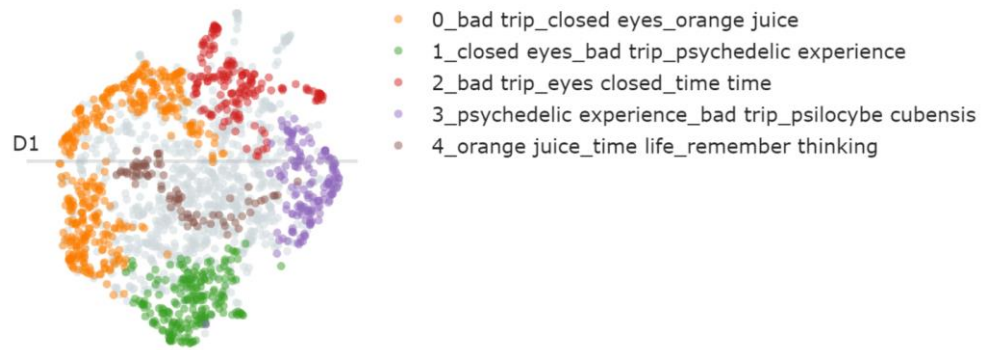 0_bad trip_closed eyes_orange juice
1_closed eyes_bad trip_psychedelic experience
2_bad trip_eyes closed_time time
D1
3_psychedelic experience_bad trip_psilocybe cubensis
4_orange juice_time life_remember thinking